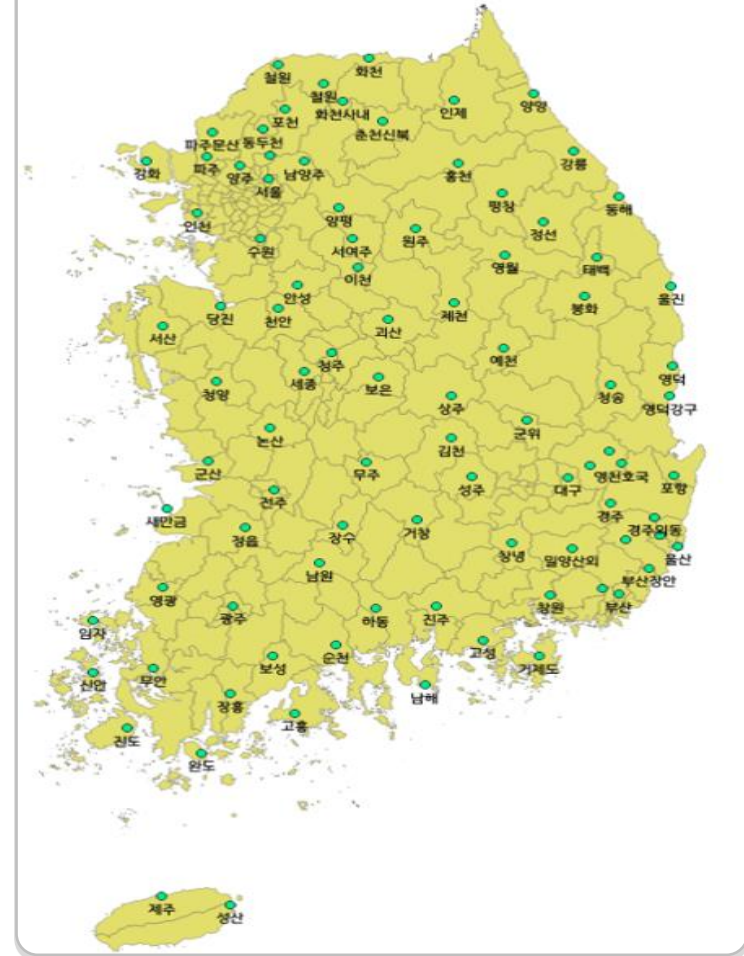 철원
화천
철원
화천사내
인제
양양
포천
춘천신북
파주문산
동두천
강화
파주
양주
남양주
서울
홍천
강릉
평창
동해
인천
양평
정선
수원
서여주
원주
영월
태백
이천
안성
봉화
울진
당진
천안
제천
서산
괴산
청주
예천
영덕
청양
세종
보은
상주
청송
영덕강구
논산
군위
김천
군산
무주
성주
대구
영천호국
포항
전주
새만금
경주
정읍
장수
거창
경주외동
창녕
밀양산외
울산
남원
부산장안
영광
광주
하동
진주
창원
부산
임자
순천
고성
보성
거제도
신안
무안
남해
장흥
고흥
진도
완도
제주
성산